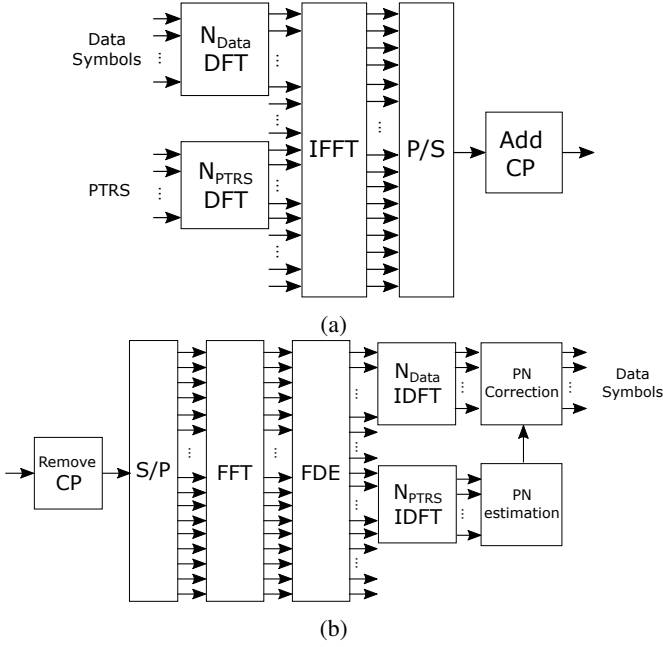 Data
Symbols
N_Data
DFT
PTRS
N_PTRS
DFT
IFFT
P/S
Add
CP
(a)
Remove
CP
S/P
FFT
FDE
N_Data
IDFT
N_PTRS
IDFT
PN
Correction
PN
estimation
Data
Symbols
(b)